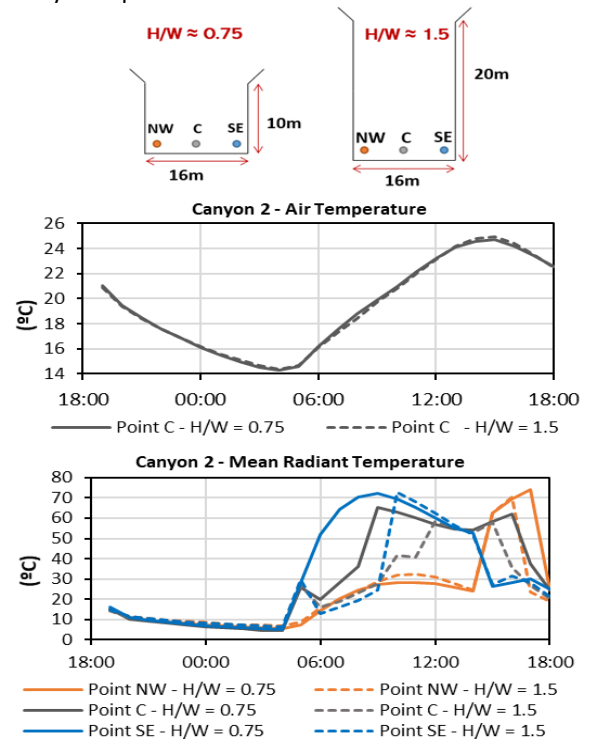 H/W ≈ 0.75
H/W ≈ 1.5
20m
NW C SE
10m
NW C SE
16m
16m
Canyon 2 - Air Temperature
26
24
22
20
18
16
14
(ºC)
18:00 00:00 06:00 12:00 18:00
Point C - H/W = 0.75 Point C - H/W = 1.5
Canyon 2 - Mean Radiant Temperature
80
70
60
50
40
30
20
10
0
(ºC)
18:00 00:00 06:00 12:00 18:00
Point NW - H/W = 0.75 Point NW - H/W = 1.5
Point C - H/W = 0.75 Point C - H/W = 1.5
Point SE - H/W = 0.75 Point SE - H/W = 1.5